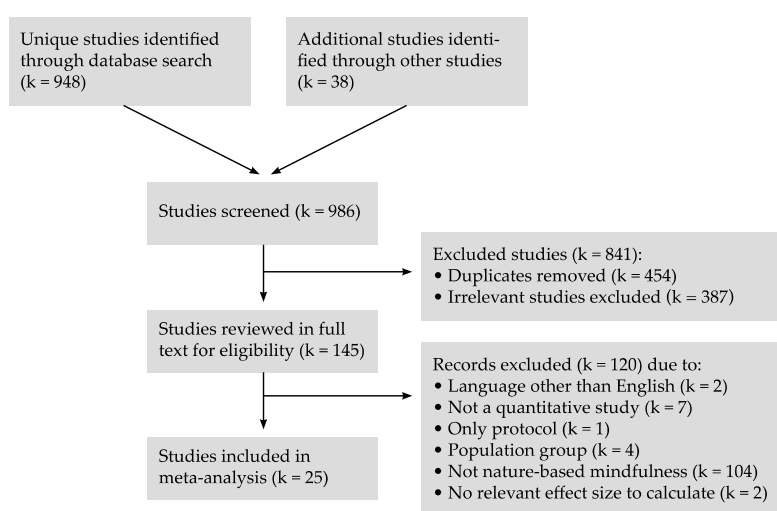 Unique studies identified
through database search
(k = 948)
Additional studies identi-
fied through other studies
(k = 38)
Studies screened (k = 986)
Excluded studies (k = 841):
• Duplicates removed (k = 454)
• Irrelevant studies excluded (k = 387)
Studies reviewed in full
text for eligibility (k = 145)
Records excluded (k = 120) due to:
• Language other than English (k = 2)
• Not a quantitative study (k = 7)
• Only protocol (k = 1)
• Population group (k = 4)
• Not nature-based mindfulness (k = 104)
• No relevant effect size to calculate (k = 2)
Studies included in
meta-analysis (k = 25)